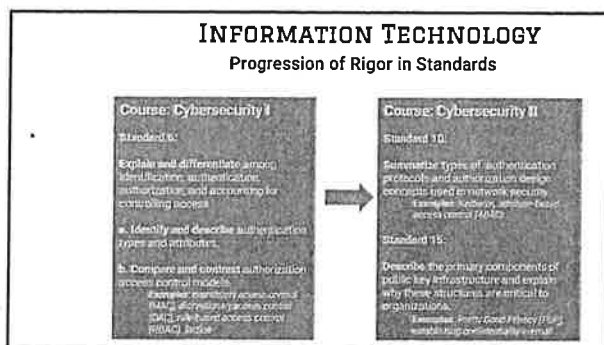 INFORMATION TECHNOLOGY
Progression of Rigor in Standards
Course: Cybersecurity I
Standard 6:
Explain and differentiate among
identification, authentication,
authorization, and accounting for
controlling access.
a. Identify and describe authentication
types and attributes.
b. Compare and contrast authorization
access control models.
Examples: mandatory access control
(MAC), discretionary access control
(DAC), rule-based access control
Course: Cybersecurity II
Standard 10:
Summarize types of authentication
protocols and authorization design
concepts used in network security.
Examples: Kerberos, attribute-based
access control (ABAC)
Standard 15:
Describe the primary components of
public key infrastructure and explain
why these structures are critical to
organizations.
Examples: Pretty Good Privacy (PGP),